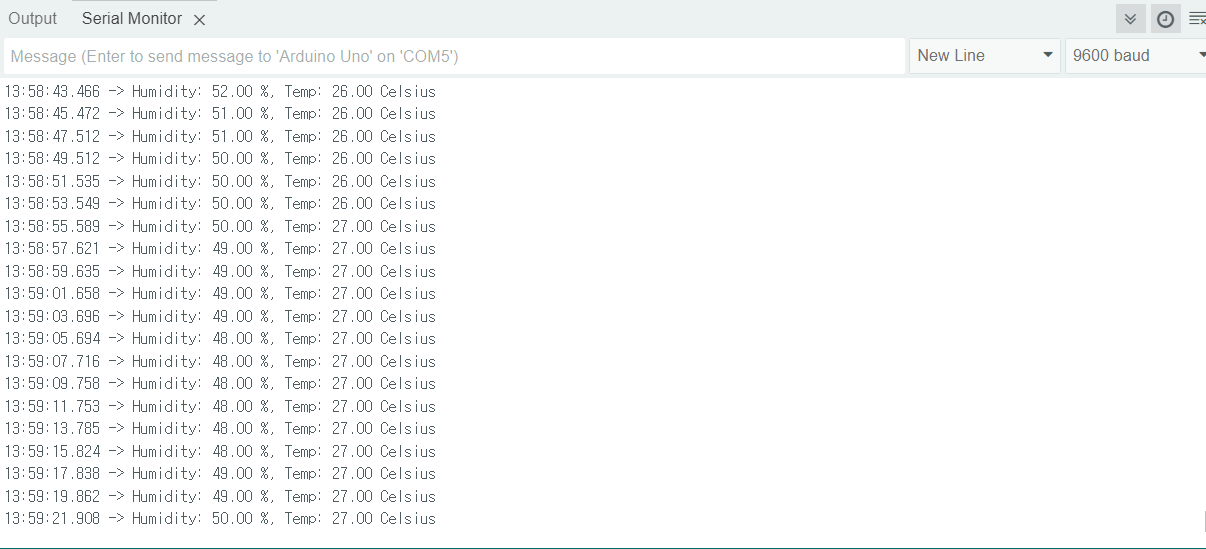 Output Serial Monitor
Message (Enter to send message to 'Arduino Uno' on 'COM5') New Line 9600 baud
13:58:43.466 -> Humidity: 52.00 %, Temp: 26.00 Celsius
13:58:45.472 -> Humidity: 51.00 %, Temp: 26.00 Celsius
13:58:47.512 -> Humidity: 51.00 %, Temp: 26.00 Celsius
13:58:49.512 -> Humidity: 50.00 %, Temp: 26.00 Celsius
13:58:51.535 -> Humidity: 50.00 %, Temp: 26.00 Celsius
13:58:53.549 -> Humidity: 50.00 %, Temp: 26.00 Celsius
13:58:55.589 -> Humidity: 50.00 %, Temp: 27.00 Celsius
13:58:57.621 -> Humidity: 49.00 %, Temp: 27.00 Celsius
13:58:59.635 -> Humidity: 49.00 %, Temp: 27.00 Celsius
13:59:01.658 -> Humidity: 49.00 %, Temp: 27.00 Celsius
13:59:03.696 -> Humidity: 49.00 %, Temp: 27.00 Celsius
13:59:05.694 -> Humidity: 48.00 %, Temp: 27.00 Celsius
13:59:07.716 -> Humidity: 48.00 %, Temp: 27.00 Celsius
13:59:09.758 -> Humidity: 48.00 %, Temp: 27.00 Celsius
13:59:11.753 -> Humidity: 48.00 %, Temp: 27.00 Celsius
13:59:13.785 -> Humidity: 48.00 %, Temp: 27.00 Celsius
13:59:15.824 -> Humidity: 48.00 %, Temp: 27.00 Celsius
13:59:17.838 -> Humidity: 49.00 %, Temp: 27.00 Celsius
13:59:19.862 -> Humidity: 49.00 %, Temp: 27.00 Celsius
13:59:21.908 -> Humidity: 50.00 %, Temp: 27.00 Celsius